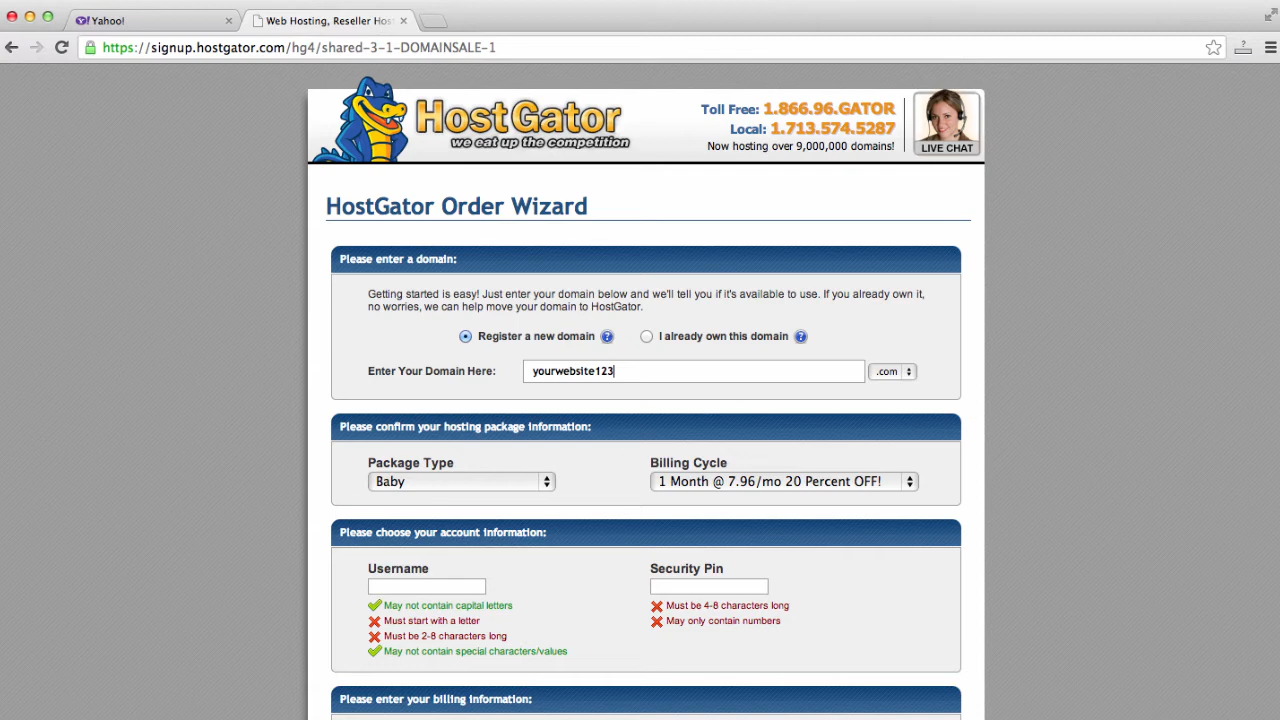 Yahoo!
Web Hosting, Reseller Hos
https://signup.hostgator.com/hg4/shared-3-1-DOMAINSALE-1
HostGator
we eat up the competition
Toll Free: 1.866.96.GATOR
Local: 1.713.574.5287
Now hosting over 9,000,000 domains!
LIVE CHAT
HostGator Order Wizard
Please enter a domain:
Getting started is easy! Just enter your domain below and we'll tell you if it's available to use. If you already own it,
no worries, we can help move your domain to HostGator.
Register a new domain ? I already own this domain ?
Enter Your Domain Here: yourwebsite123 .com
Please confirm your hosting package information:
Package Type
Baby
Billing Cycle
1 Month @ 7.96/mo 20 Percent OFF!
Please choose your account information:
Username
May not contain capital letters
Must start with a letter
Must be 2-8 characters long
May not contain special characters/values
Security Pin
Must be 4-8 characters long
May only contain numbers
Please enter your billing information: